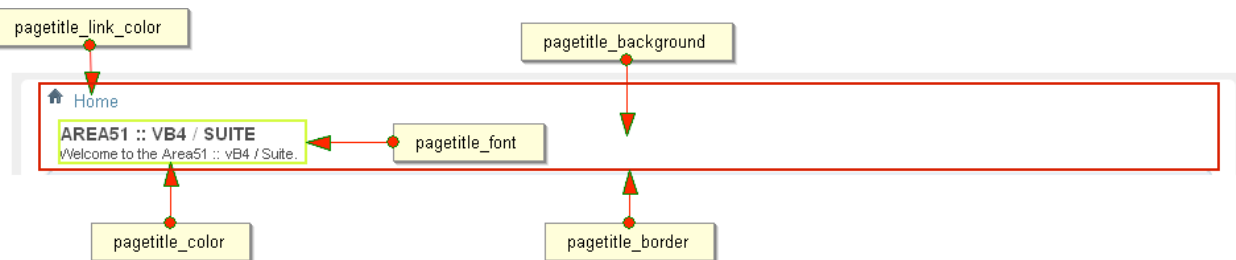 pagetitle_link_color
pagetitle_background
Home
AREA51 :: VB4 / SUITE
Welcome to the Area51 :: vB4 / Suite.
pagetitle_font
pagetitle_color
pagetitle_border